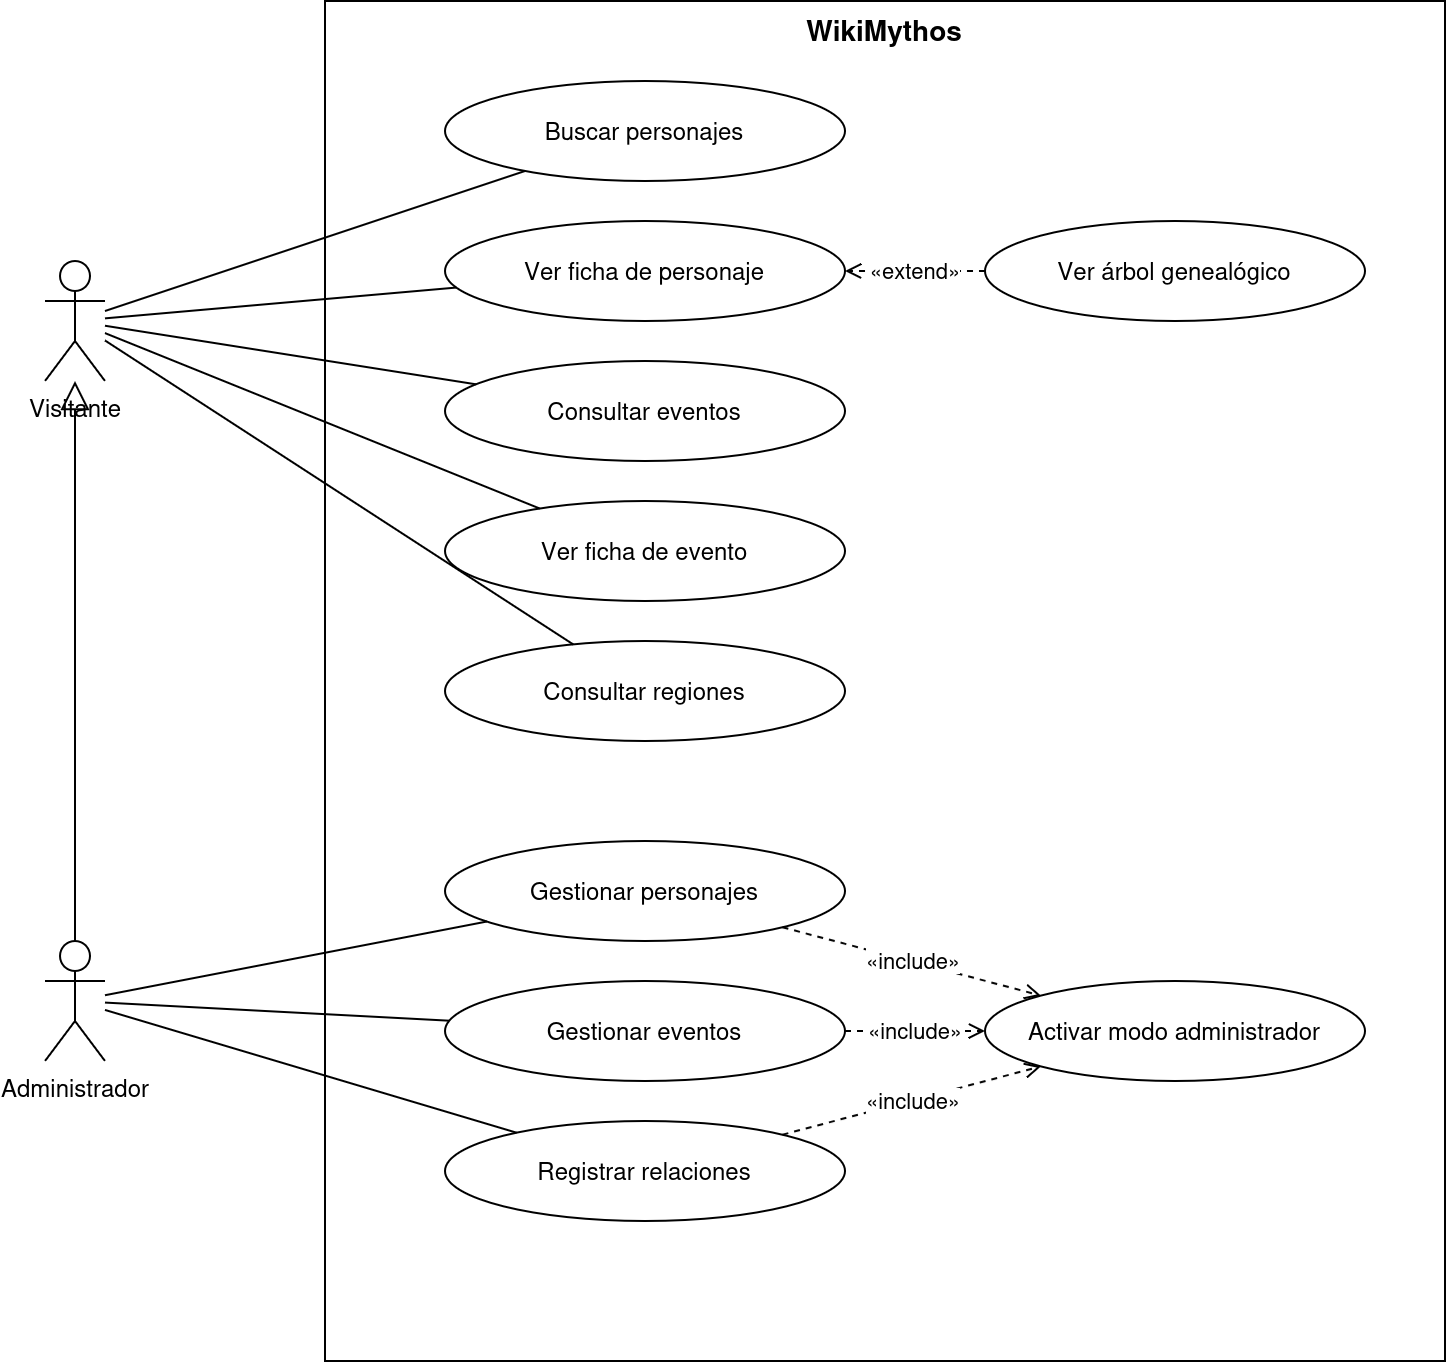 WikiMythos
Buscar personajes
Ver ficha de personaje
«extend»
Ver árbol genealógico
Visitante
Consultar eventos
Ver ficha de evento
Consultar regiones
Gestionar personajes
«include»
Gestionar eventos
«include»
Activar modo administrador
Administrador
«include»
Registrar relaciones